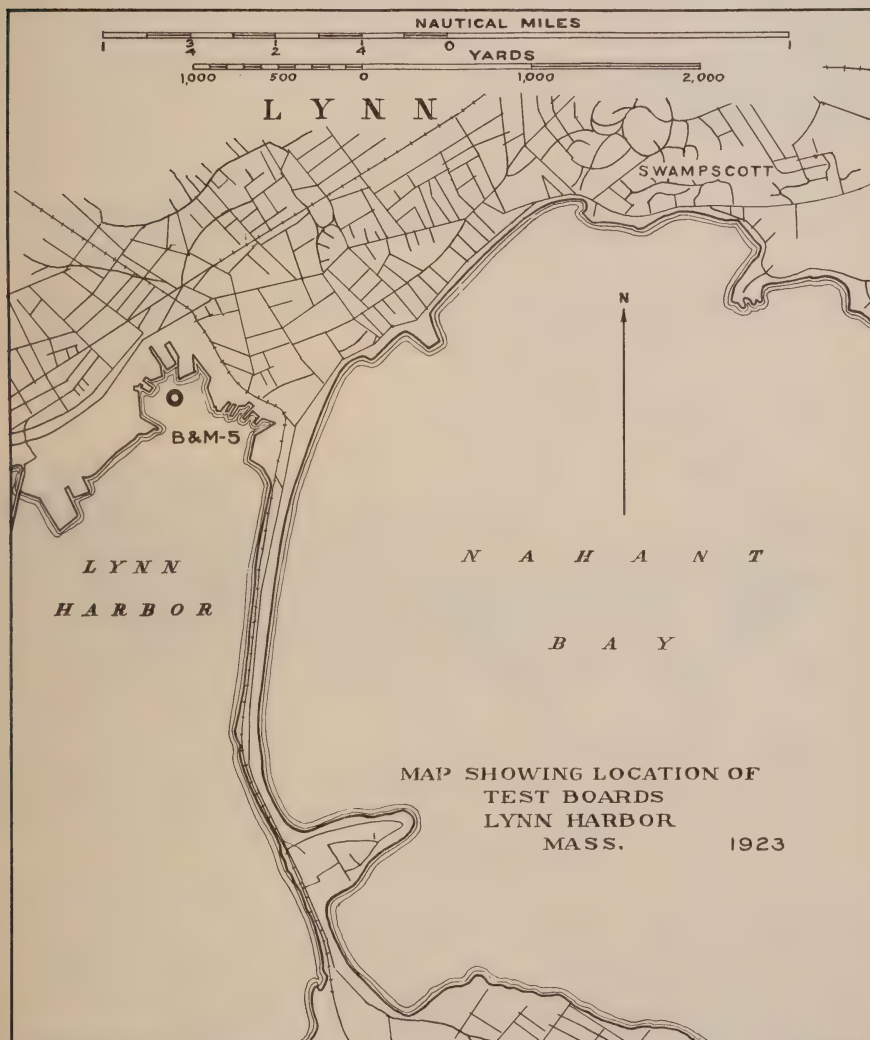 NAUTICAL MILES
1 3/4 1/2 1/4 0 1
YARDS
1,000 500 0 1,000 2,000
LYNN
SWAMPSCOTT
N
B&M-5
LYNN
HARBOR
NAHANT
BAY
MAP SHOWING LOCATION OF
TEST BOARDS
LYNN HARBOR
MASS. 1923